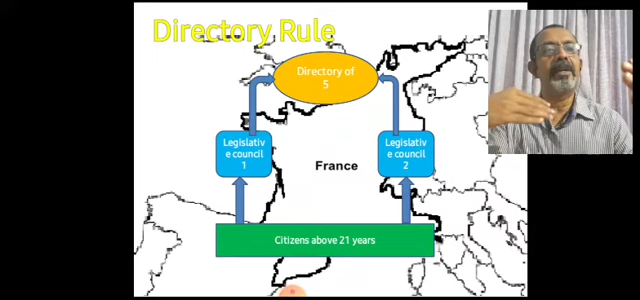 Directory Rule
Directory of
5
Legislativ
e council
1
Legislativ
e council
2
France
Citizens above 21 years